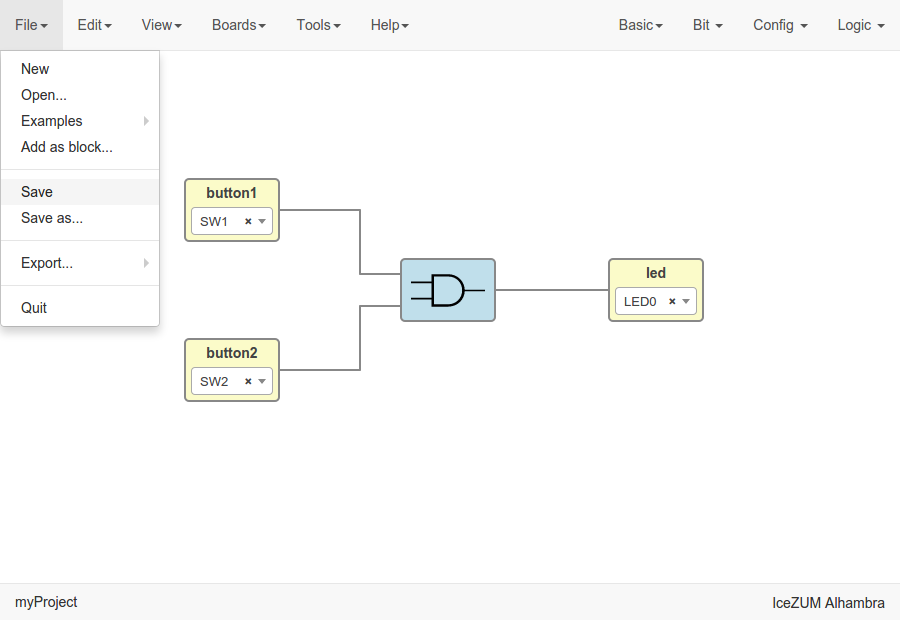 File Edit View Boards Tools Help Basic Bit Config Logic
New
Open...
Examples
Add as block...
Save
Save as...
Export...
Quit
button1
SW1 ×
button2
SW2 ×
led
LED0 ×
myProject
IceZUM Alhambra